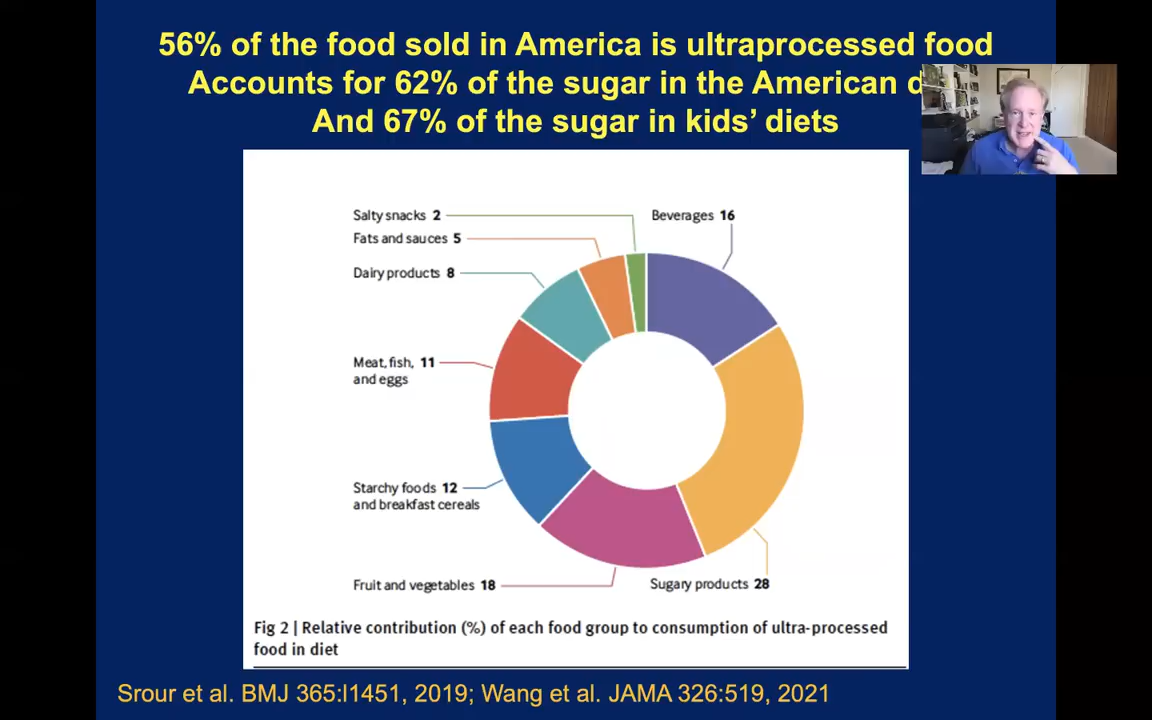 56% of the food sold in America is ultraprocessed food
Accounts for 62% of the sugar in the American
And 67% of the sugar in kids’ diets
Salty snacks 2
Beverages 16
Fats and sauces 5
Dairy products 8
Meat, fish, 11
and eggs
Starchy foods 12
and breakfast cereals
Fruit and vegetables 18
Sugary products 28
Fig 2 | Relative contribution (%) of each food group to consumption of ultra-processed
food in diet
Srour et al. BMJ 365:l1451, 2019; Wang et al. JAMA 326:519, 2021